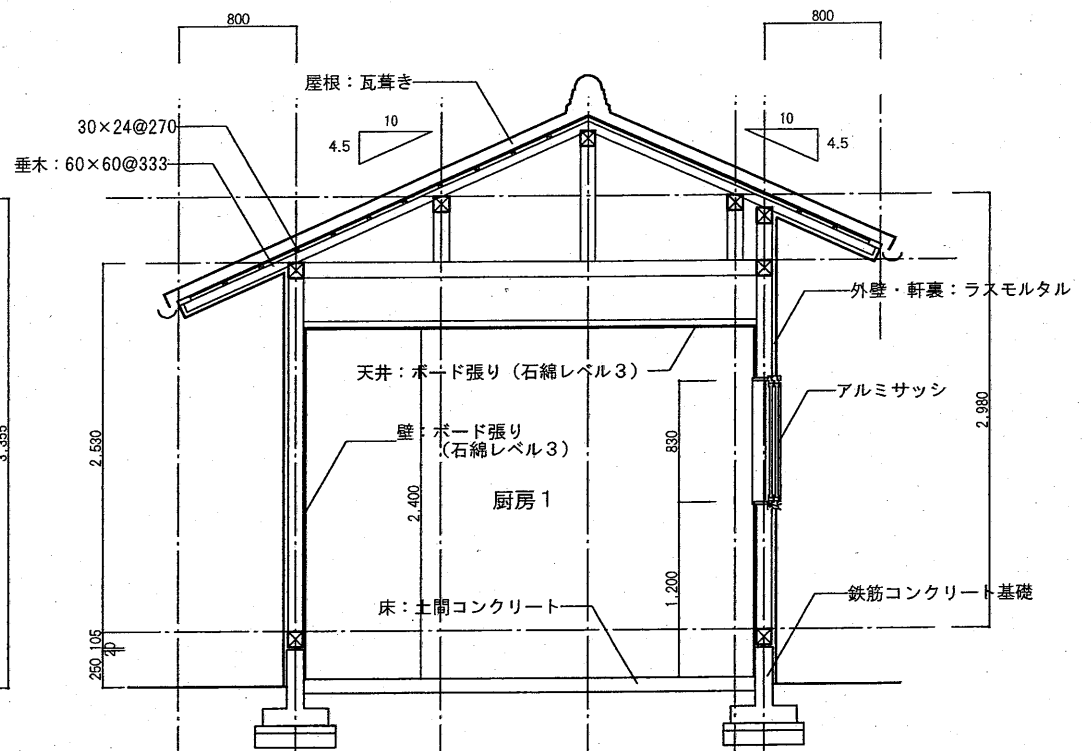 800
800
屋根：瓦葺き
10
4.5
10
4.5
30×24@270
垂木：60×60@333
外壁・軒裏：ラスモルタル
天井：ボード張り（石綿レベル３）
アルミサッシ
3,355
2,530
830
2,980
壁：ボード張り
（石綿レベル３）
2,400
厨房１
1,200
床：土間コンクリート
鉄筋コンクリート基礎
105
20
250